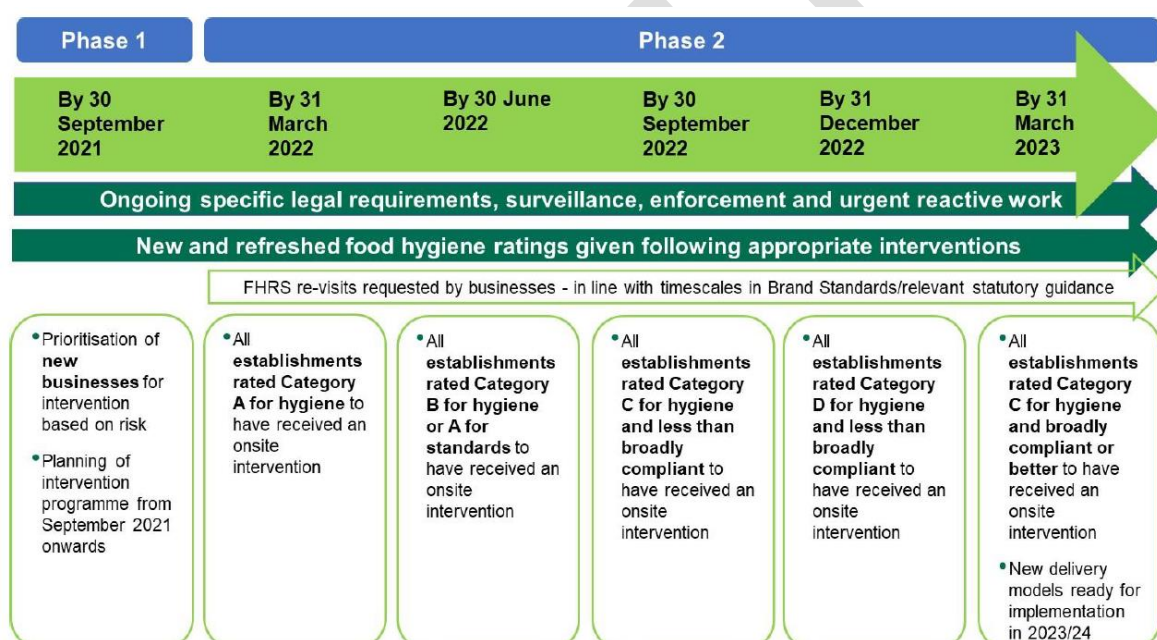 Phase 1
Phase 2
By 30
September
2021
By 31
March
2022
By 30 June
2022
By 30
September
2022
By 31
December
2022
By 31
March
2023
Ongoing specific legal requirements, surveillance, enforcement and urgent reactive work
New and refreshed food hygiene ratings given following appropriate interventions
FHRS re-visits requested by businesses - in line with timescales in Brand Standards/relevant statutory guidance
•Prioritisation of
new
businesses for
intervention
based on risk
•Planning of
intervention
programme from
September 2021
onwards
•All
establishments
rated Category
A for hygiene to
have received an
onsite
intervention
•All
establishments
rated Category
B for hygiene
or A for
standards to
have received an
onsite
intervention
•All
establishments
rated Category
C for hygiene
and less than
broadly
compliant to
have received an
onsite
intervention
•All
establishments
rated Category
D for hygiene
and less than
broadly
compliant to
have received an
onsite
intervention
•All
establishments
rated Category
C for hygiene
and broadly
compliant or
better to have
received an
onsite
intervention
•New delivery
models ready for
implementation
in 2023/24